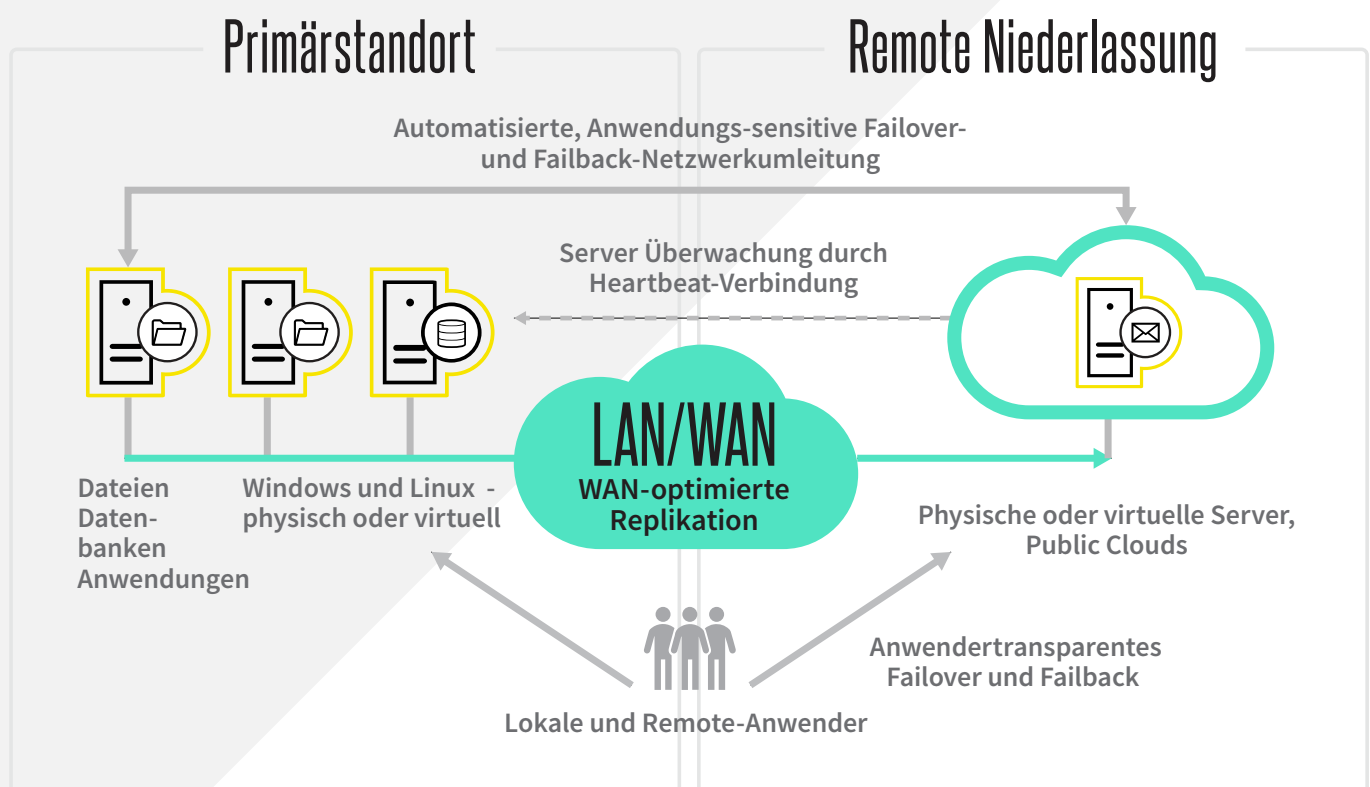 Primärstandort
Remote Niederlassung
Automatisierte, Anwendungs-sensitive Failover-
und Failback-Netzwerkumleitung
Server Überwachung durch
Heartbeat-Verbindung
LAN/WAN
WAN-optimierte
Replikation
Dateien
Daten-
banken
Anwendungen
Windows und Linux -
physisch oder virtuell
Physische oder virtuelle Server,
Public Clouds
Anwendertransparentes
Failover und Failback
Lokale und Remote-Anwender